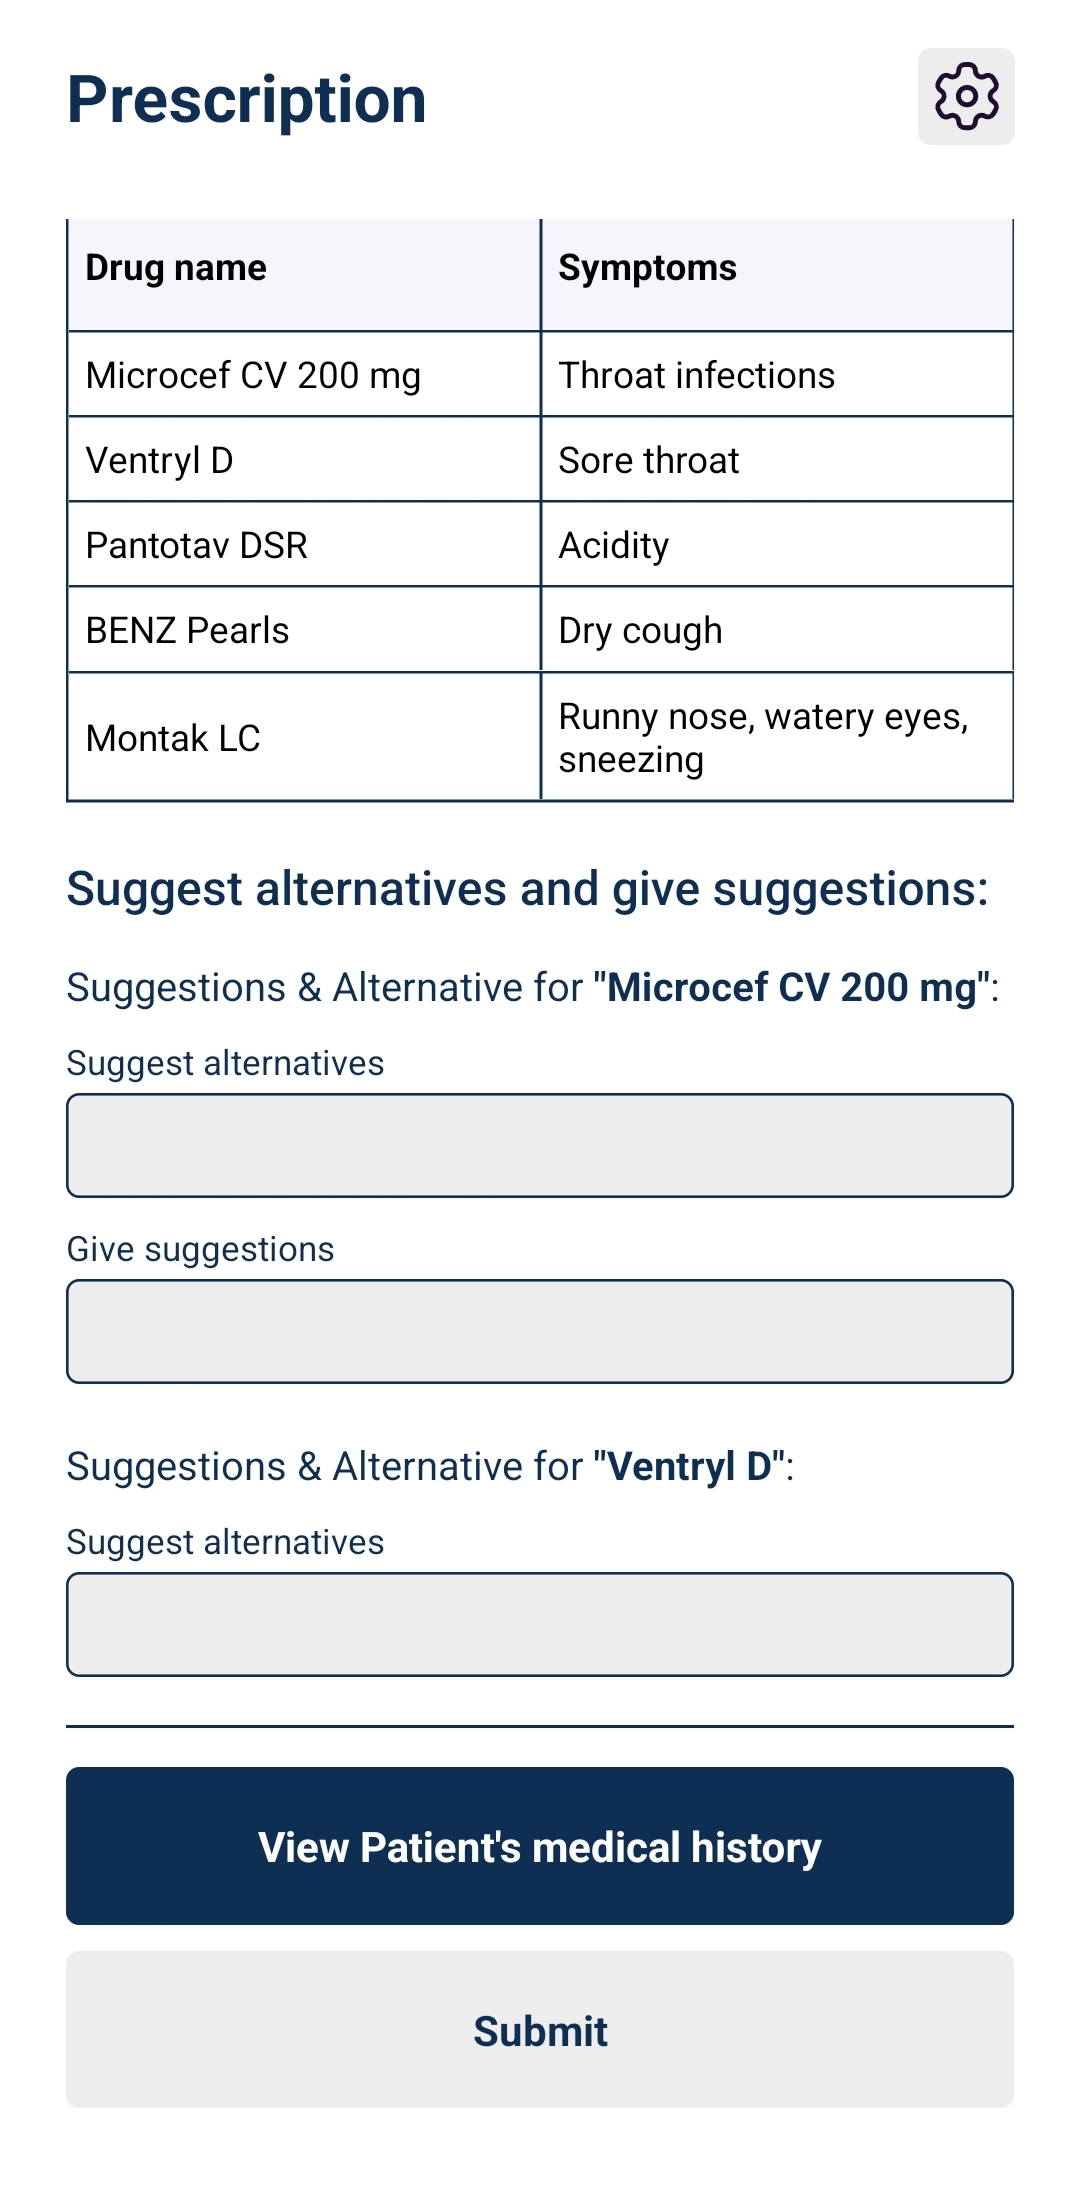 Prescription
Drug name Symptoms
Microcef CV 200 mg Throat infections
Ventryl D Sore throat
Pantotav DSR Acidity
BENZ Pearls Dry cough
Montak LC Runny nose, watery eyes,
sneezing
Suggest alternatives and give suggestions:
Suggestions & Alternative for "Microcef CV 200 mg":
Suggest alternatives
Give suggestions
Suggestions & Alternative for "Ventryl D":
Suggest alternatives
View Patient's medical history
Submit